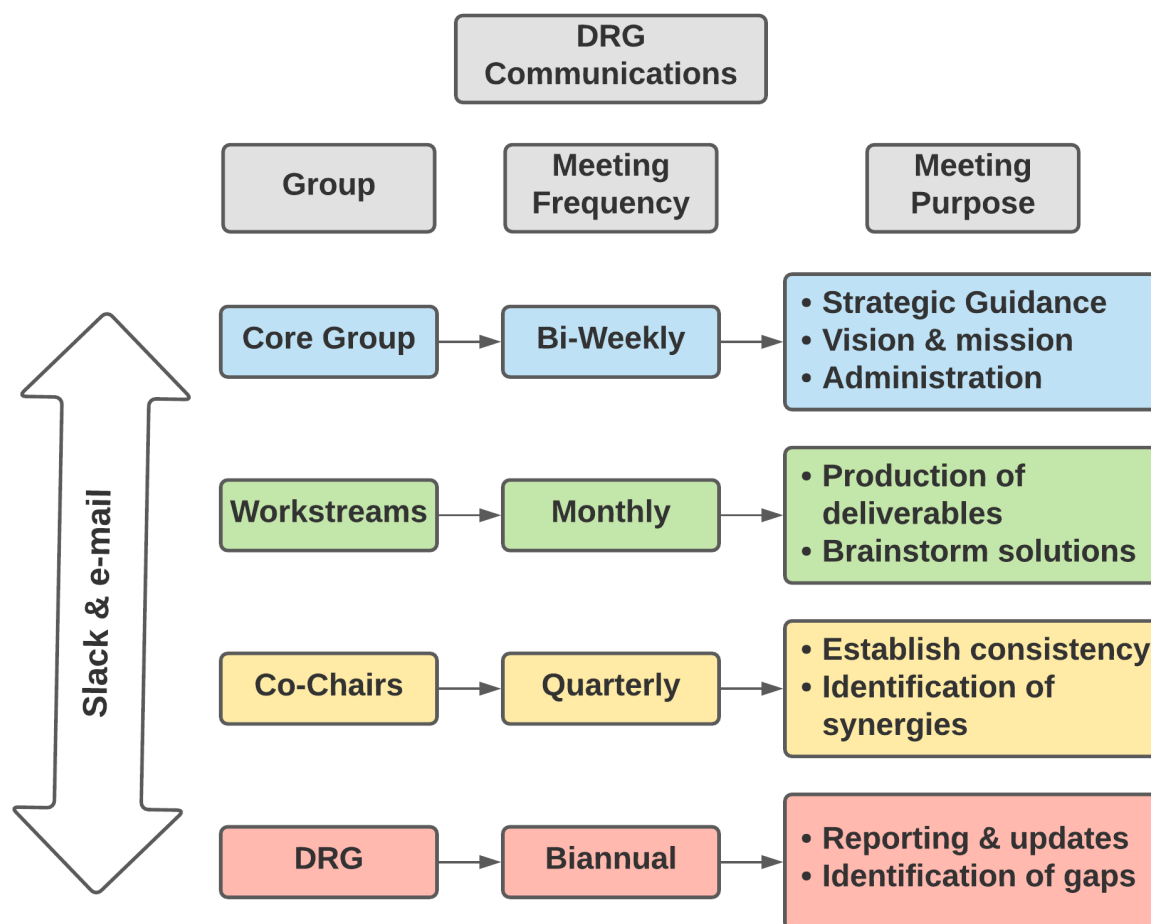 DRG
Communications
Group
Meeting
Frequency
Meeting
Purpose
Core Group
Bi-Weekly
• Strategic Guidance
• Vision & mission
• Administration
Workstreams
Monthly
• Production of
deliverables
• Brainstorm solutions
Co-Chairs
Quarterly
• Establish consistency
• Identification of
synergies
DRG
Biannual
• Reporting & updates
• Identification of gaps
Slack & e-mail